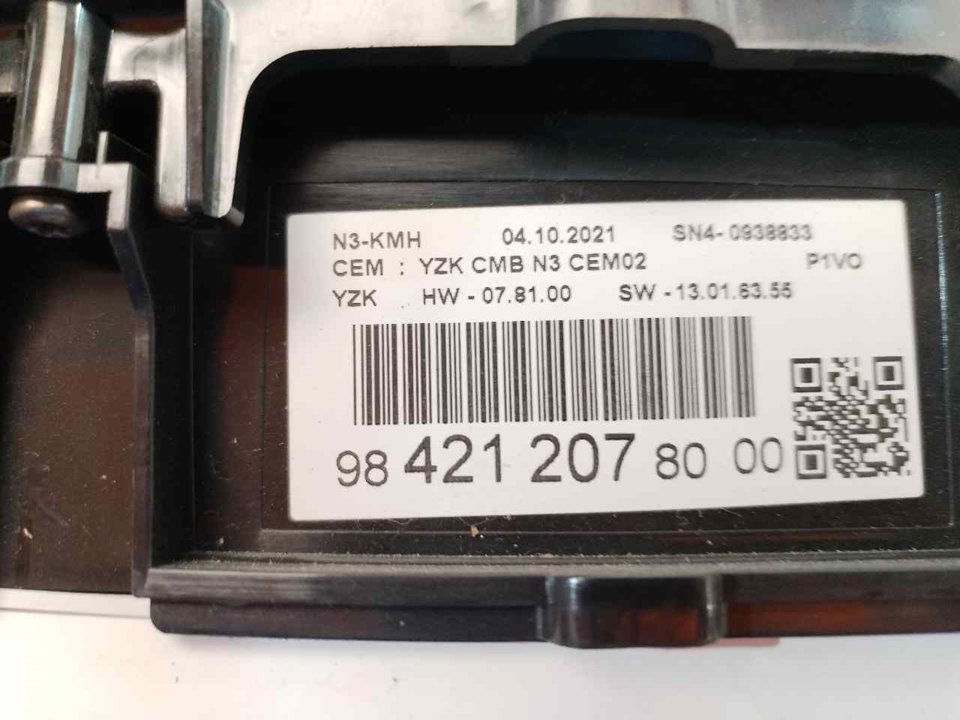 N3-KMH 04.10.2021 SN4-0938833
CEM : YZK CMB N3 CEM02 P1VO
YZK HW - 07.81.00 SW - 13.01.63.55
98 421 207 80 00